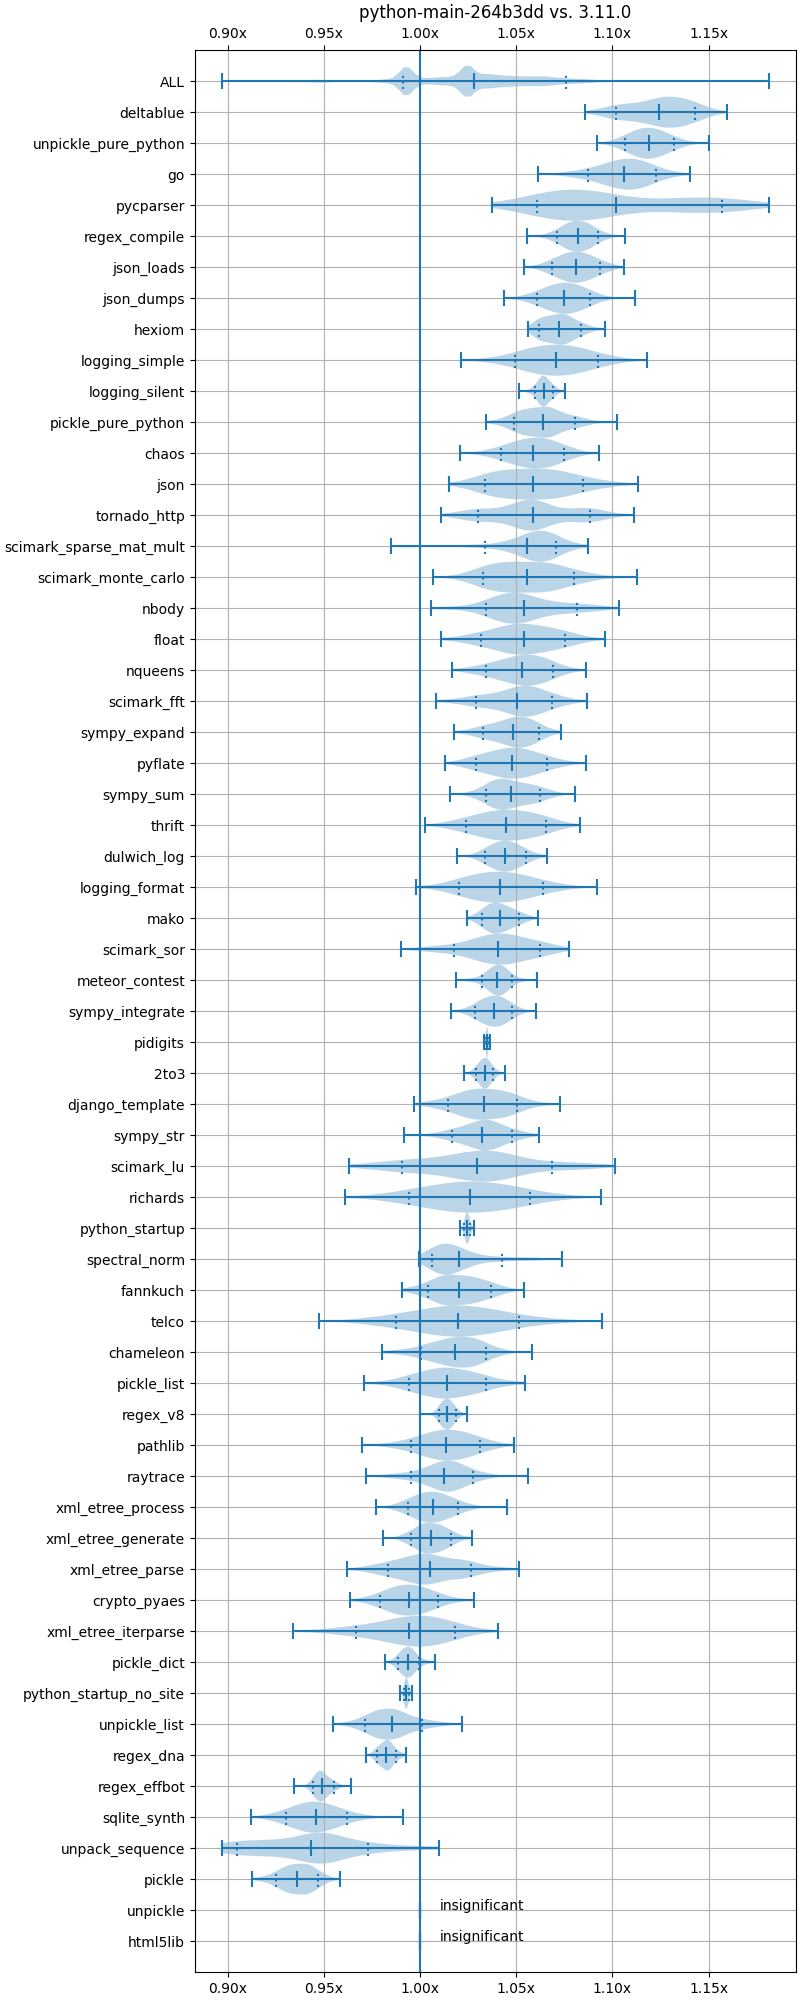 python-main-264b3dd vs. 3.11.0
0.90x 0.95x 1.00x 1.05x 1.10x 1.15x
ALL
deltablue
unpickle_pure_python
go
pycparser
regex_compile
json_loads
json_dumps
hexiom
logging_simple
logging_silent
pickle_pure_python
chaos
json
tornado_http
scimark_sparse_mat_mult
scimark_monte_carlo
nbody
float
nqueens
scimark_fft
sympy_expand
pyflate
sympy_sum
thrift
dulwich_log
logging_format
mako
scimark_sor
meteor_contest
sympy_integrate
pidigits
2to3
django_template
sympy_str
scimark_lu
richards
python_startup
spectral_norm
fannkuch
telco
chameleon
pickle_list
regex_v8
pathlib
raytrace
xml_etree_process
xml_etree_generate
xml_etree_parse
crypto_pyaes
xml_etree_iterparse
pickle_dict
python_startup_no_site
unpickle_list
regex_dna
regex_effbot
sqlite_synth
unpack_sequence
pickle
unpickle insignificant
html5lib insignificant
0.90x 0.95x 1.00x 1.05x 1.10x 1.15x